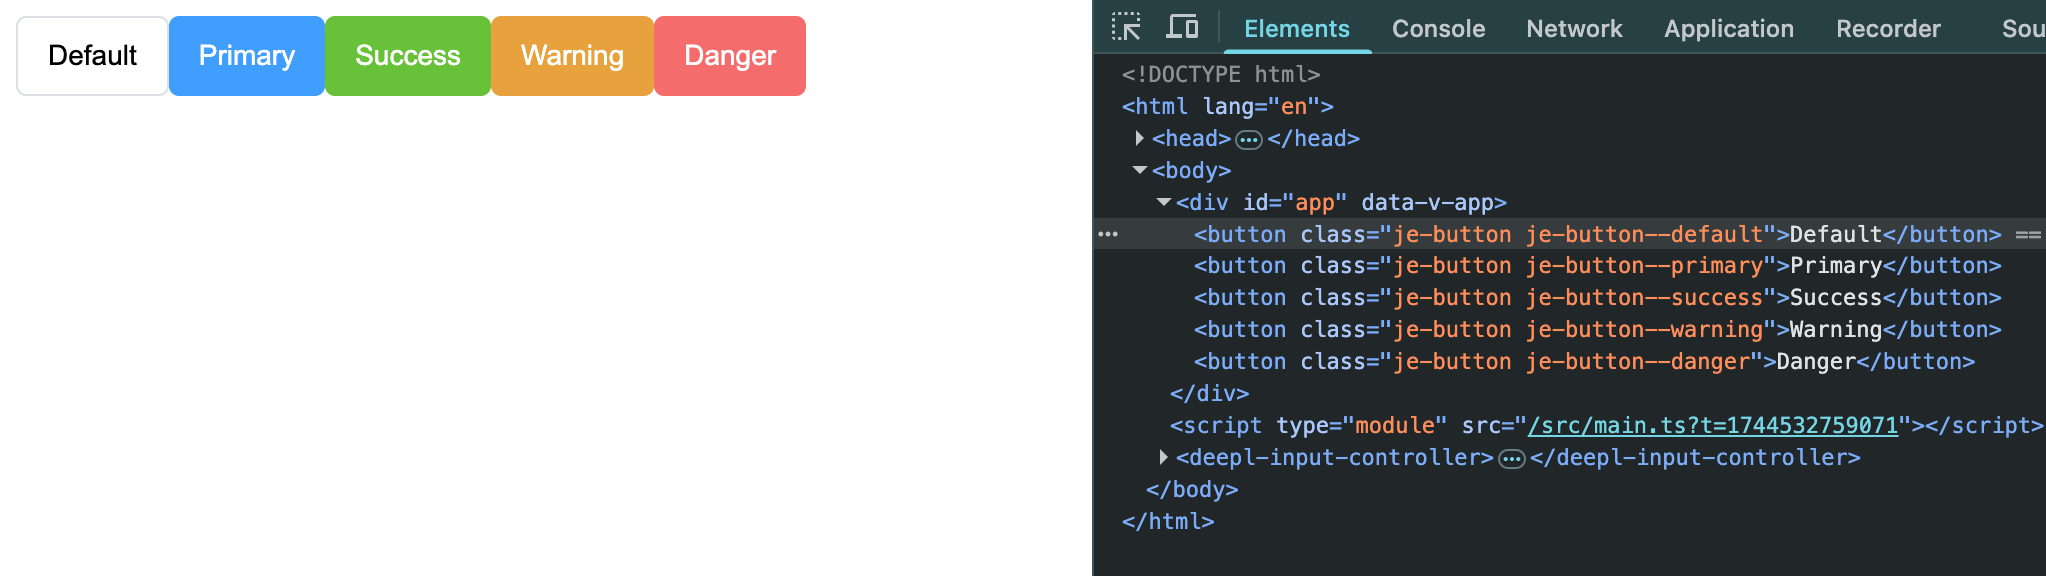 Default Primary Success Warning Danger
Elements Console Network Application Recorder Sou
<!DOCTYPE html>
<html lang="en">
<head> ••• </head>
<body>
<div id="app" data-v-app>
••• <button class="je-button je-button--default">Default</button> ==
<button class="je-button je-button--primary">Primary</button>
<button class="je-button je-button--success">Success</button>
<button class="je-button je-button--warning">Warning</button>
<button class="je-button je-button--danger">Danger</button>
</div>
<script type="module" src="/src/main.ts?t=1744532759071"></script>
<deepl-input-controller> ••• </deepl-input-controller>
</body>
</html>